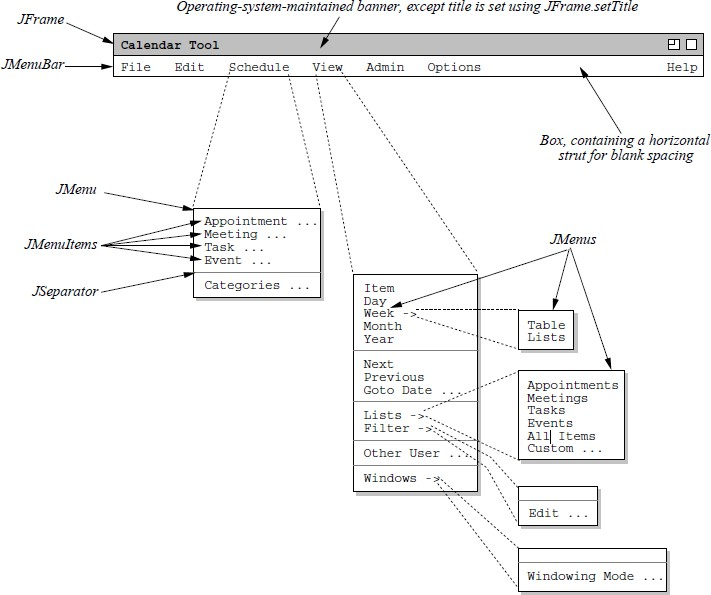 Operating-system-maintained banner, except title is set using JFrame.setTitle
JFrame
Calendar Tool
JMenuBar
File Edit Schedule View Admin Options Help
Box, containing a horizontal
strut for blank spacing
JMenu
Appointment ...
Meeting ...
Task ...
Event ...
Categories ...
JMenuItems
JSeparator
JMenus
Item
Day
Week ->
Month
Year
Next
Previous
Goto Date ...
Lists ->
Filter ->
Other User ...
Windows ->
Table
Lists
Appointments
Meetings
Tasks
Events
All Items
Custom ...
Edit ...
Windowing Mode ...